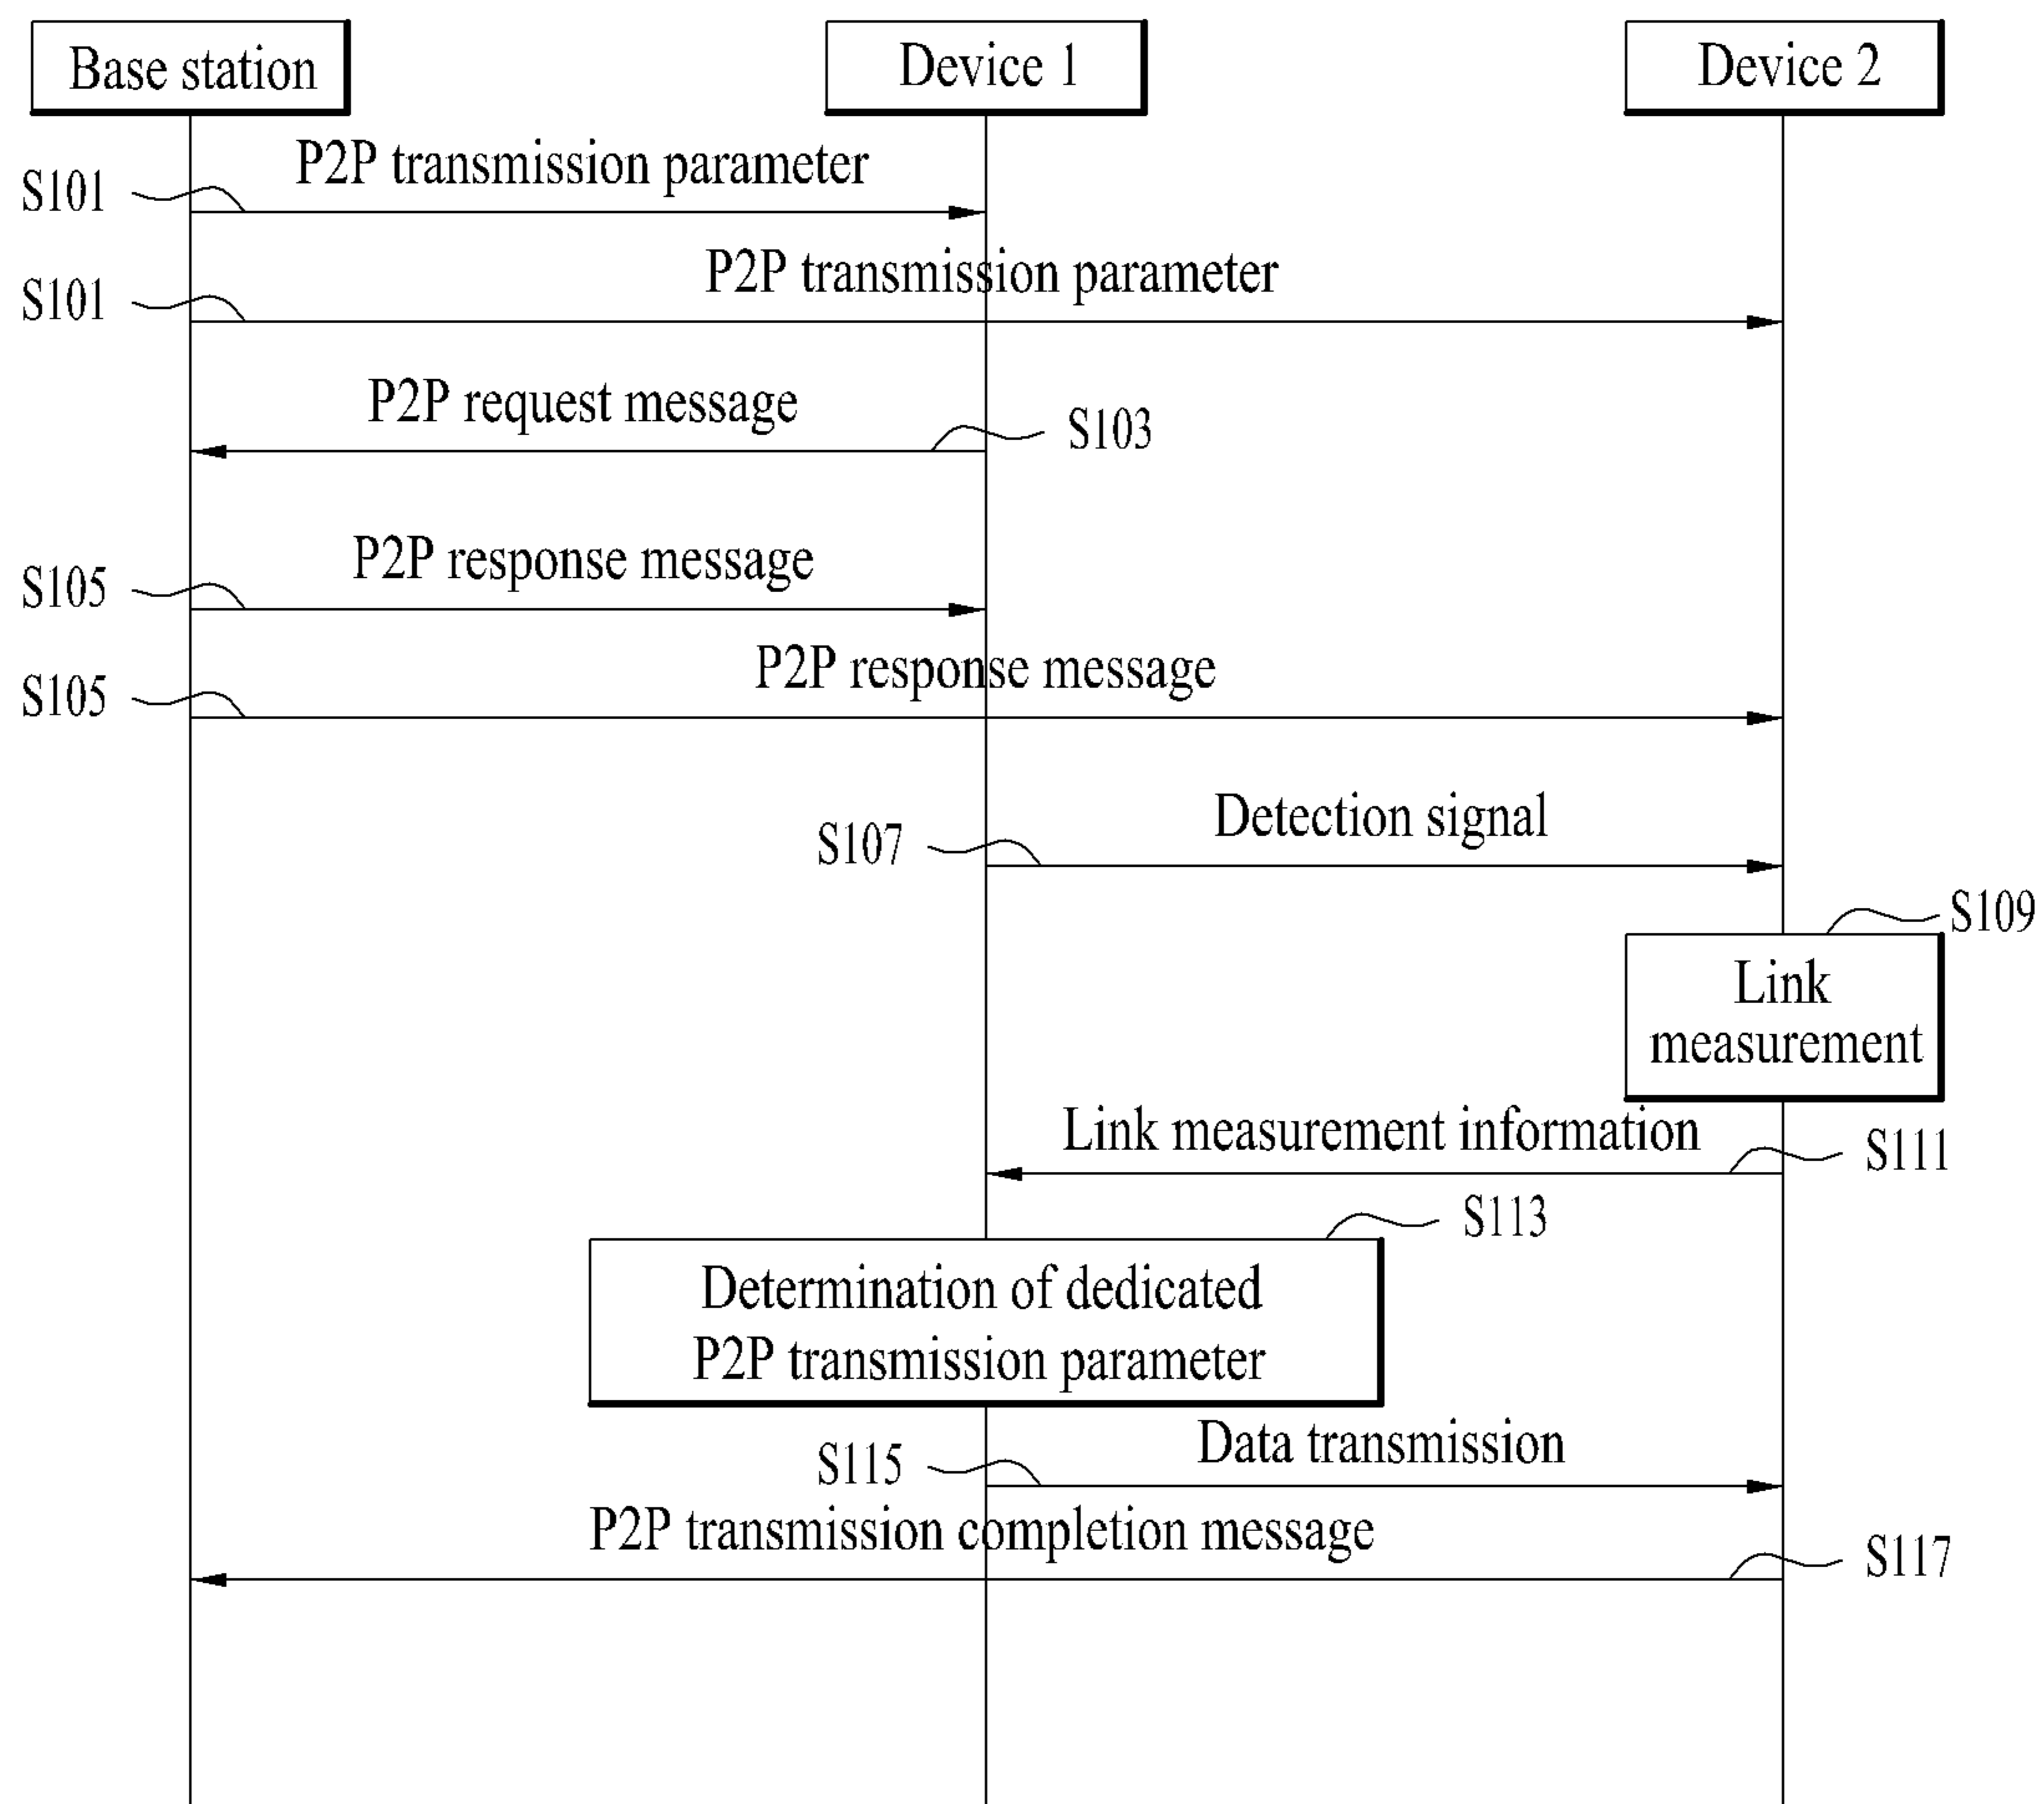 Base station
Device 1
Device 2
P2P transmission parameter
S101
P2P transmission parameter
S101
P2P request message
S103
P2P response message
S105
P2P response message
S105
Detection signal
S107
S109
Link
measurement
Link measurement information
S111
S113
Determination of dedicated
P2P transmission parameter
Data transmission
S115
P2P transmission completion message
S117